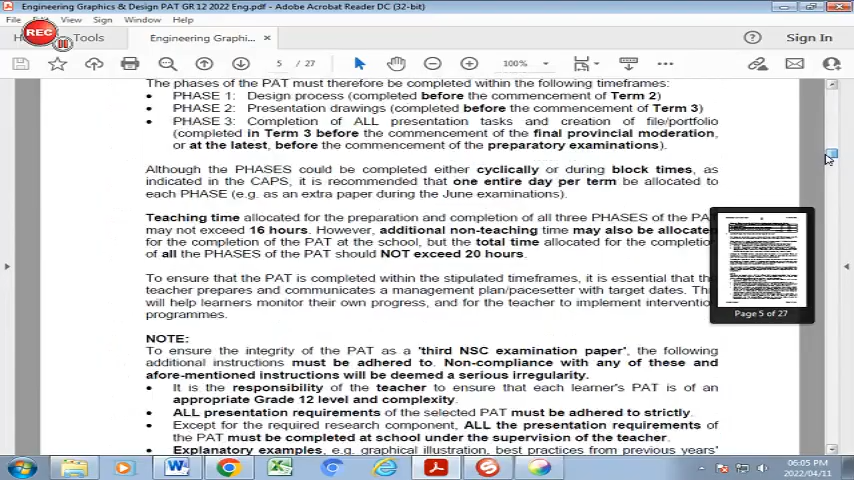 Engineering Graphics & Design PAT GR 12 2022 Eng.pdf - Adobe Acrobat Reader DC (32-bit)
View Sign Window Help
REC
Tools
Engineering Graphi...
Sign In
5 / 27
100%
The phases of the PAT must therefore be completed within the following timeframes:
• PHASE 1: Design process (completed before the commencement of Term 2)
• PHASE 2: Presentation drawings (completed before the commencement of Term 3)
• PHASE 3: Completion of ALL presentation tasks and creation of file/portfolio
(completed in Term 3 before the commencement of the final provincial moderation,
or at the latest, before the commencement of the preparatory examinations).
Although the PHASES could be completed either cyclically or during block times, as
indicated in the CAPS, it is recommended that one entire day per term be allocated to
each PHASE (e.g. as an extra paper during the June examinations).
Teaching time allocated for the preparation and completion of all three PHASES of the PA
may not exceed 16 hours. However, additional non-teaching time may also be allocated
for the completion of the PAT at the school, but the total time allocated for the completio
of all the PHASES of the PAT should NOT exceed 20 hours.
To ensure that the PAT is completed within the stipulated timeframes, it is essential that th
teacher prepares and communicates a management plan/pacesetter with target dates. Th
will help learners monitor their own progress, and for the teacher to implement interventio
programmes.
Page 5 of 27
NOTE:
To ensure the integrity of the PAT as a "third NSC examination paper", the following
additional instructions must be adhered to. Non-compliance with any of these and
afore-mentioned instructions will be deemed a serious irregularity.
• It is the responsibility of the teacher to ensure that each learner's PAT is of an
appropriate Grade 12 level and complexity.
• ALL presentation requirements of the selected PAT must be adhered to strictly.
• Except for the required research component, ALL the presentation requirements of
the PAT must be completed at school under the supervision of the teacher.
• Explanatory examples, e.g. graphical illustration, best practices from previous years'
06:05 PM
2022/04/11